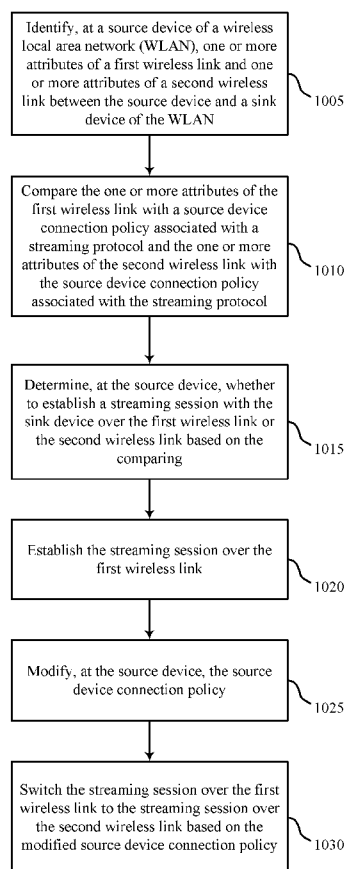 Identify, at a source device of a wireless
local area network (WLAN), one or more
attributes of a first wireless link and one
or more attributes of a second wireless
link between the source device and a sink
device of the WLAN
1005
Compare the one or more attributes of the
first wireless link with a source device
connection policy associated with a
streaming protocol and the one or more
attributes of the second wireless link with
the source device connection policy
associated with the streaming protocol
1010
Determine, at the source device, whether
to establish a streaming session with the
sink device over the first wireless link or
the second wireless link based on the
comparing
1015
Establish the streaming session over the
first wireless link
1020
Modify, at the source device, the source
device connection policy
1025
Switch the streaming session over the first
wireless link to the streaming session over
the second wireless link based on the
modified source device connection policy
1030